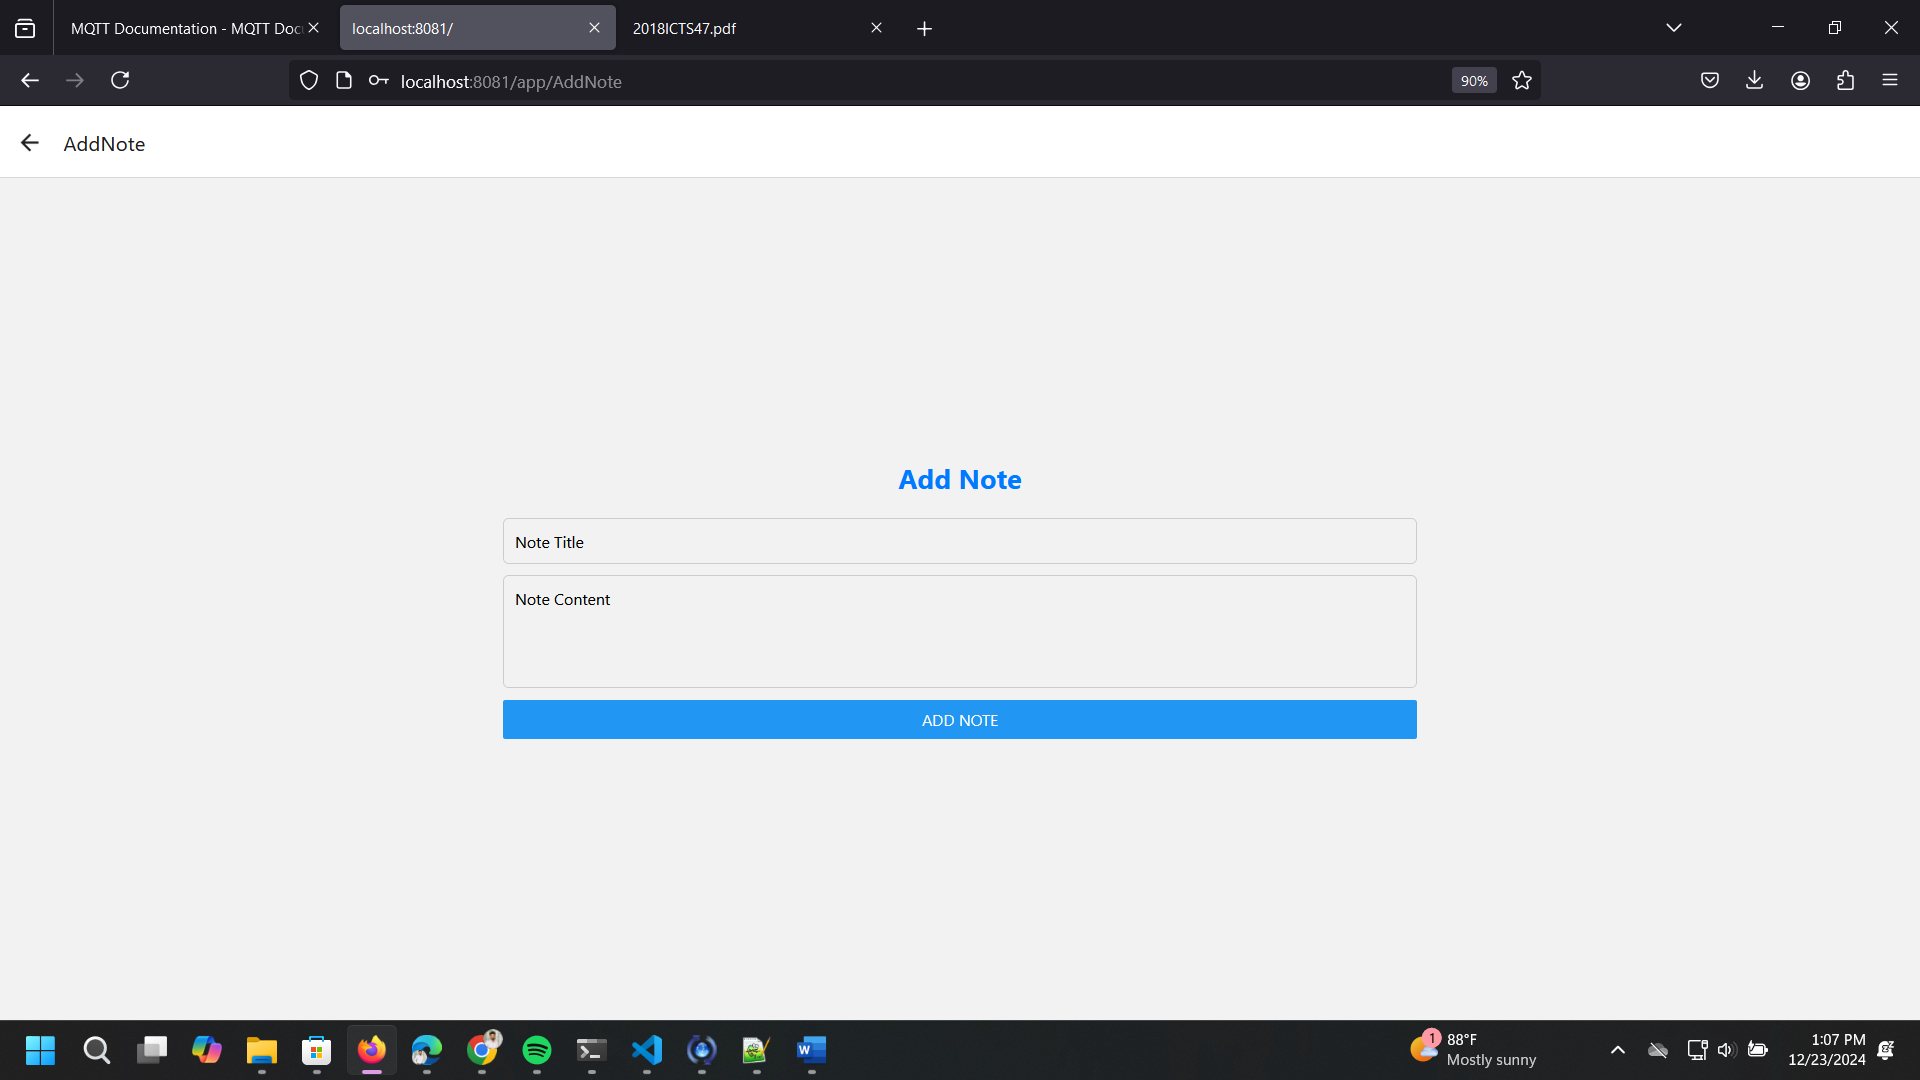 MQTT Documentation - MQTT Doc
localhost:8081/
2018ICTS47.pdf
localhost:8081/app/AddNote
90%
AddNote
Add Note
Note Title
Note Content
ADD NOTE
1
88°F
Mostly sunny
1:07 PM
12/23/2024